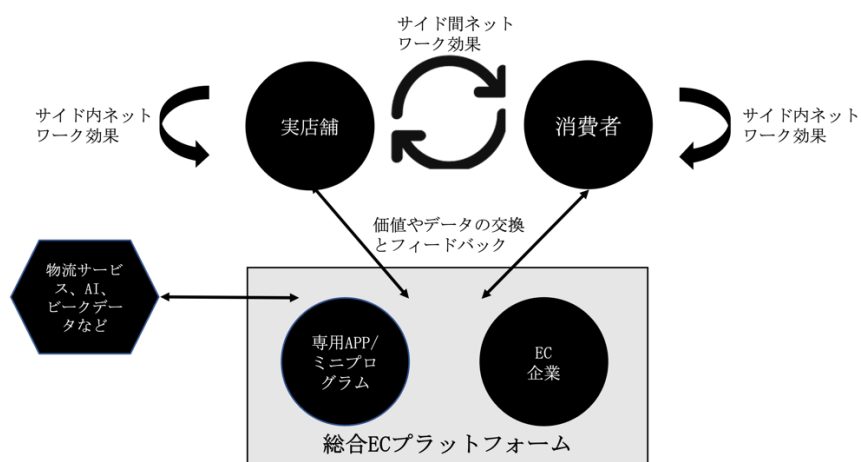 サイド間ネット
ワーク効果
サイド内ネット
ワーク効果
実店舗
消費者
サイド内ネット
ワーク効果
価値やデータの交換
とフィードバック
物流サービ
ス、AI、
ビークデー
タなど
専用APP/
ミニプロ
グラム
EC
企業
総合ECプラットフォーム